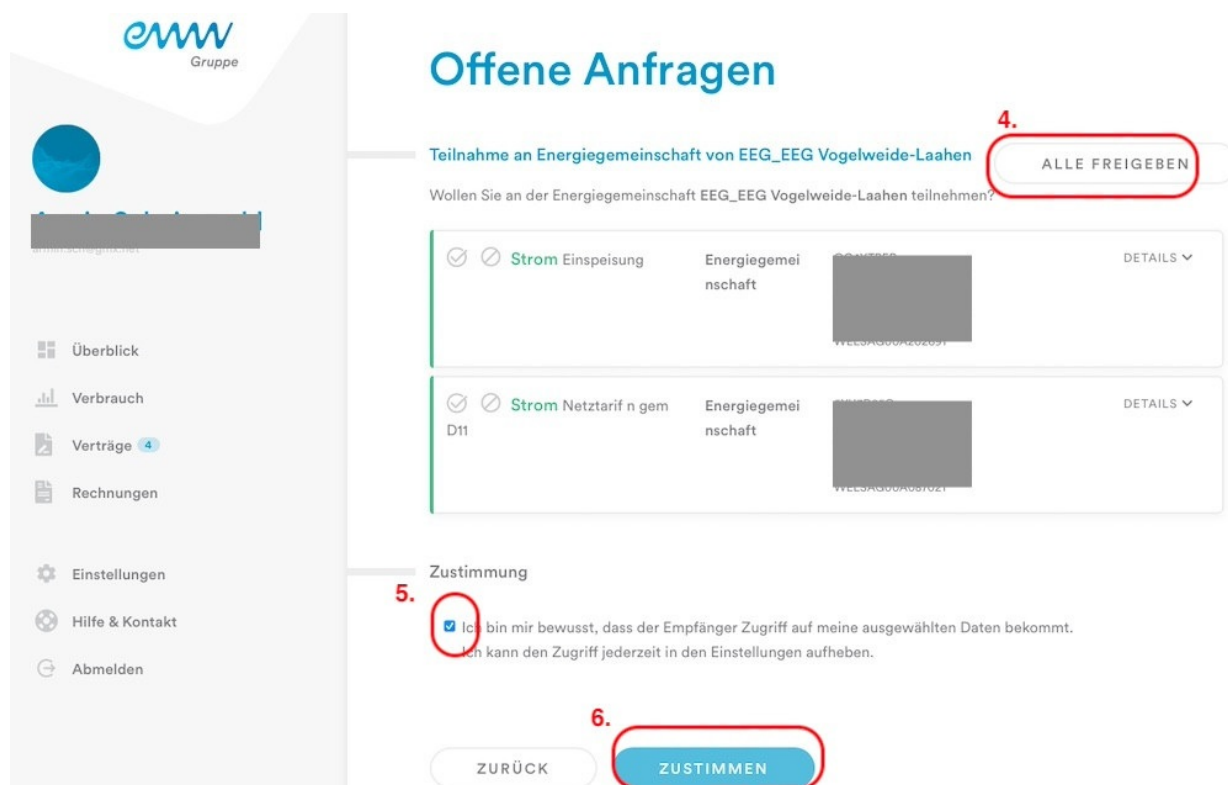 eww
Gruppe
Offene Anfragen
4.
Teilnahme an Energiegemeinschaft von EEG_EEG Vogelweide-Laahen
ALLE FREIGEBEN
Wollen Sie an der Energiegemeinschaft EEG_EEG Vogelweide-Laahen teilnehmen?
Strom Einspeisung
Energiegemei
nschaft
DETAILS
Strom Netztarif n gem
D11
Energiegemei
nschaft
DETAILS
Überblick
Verbrauch
Verträge 4
Rechnungen
Einstellungen
Hilfe & Kontakt
Abmelden
Zustimmung
5.
Ich bin mir bewusst, dass der Empfänger Zugriff auf meine ausgewählten Daten bekommt.
Ich kann den Zugriff jederzeit in den Einstellungen aufheben.
6.
ZURÜCK
ZUSTIMMEN